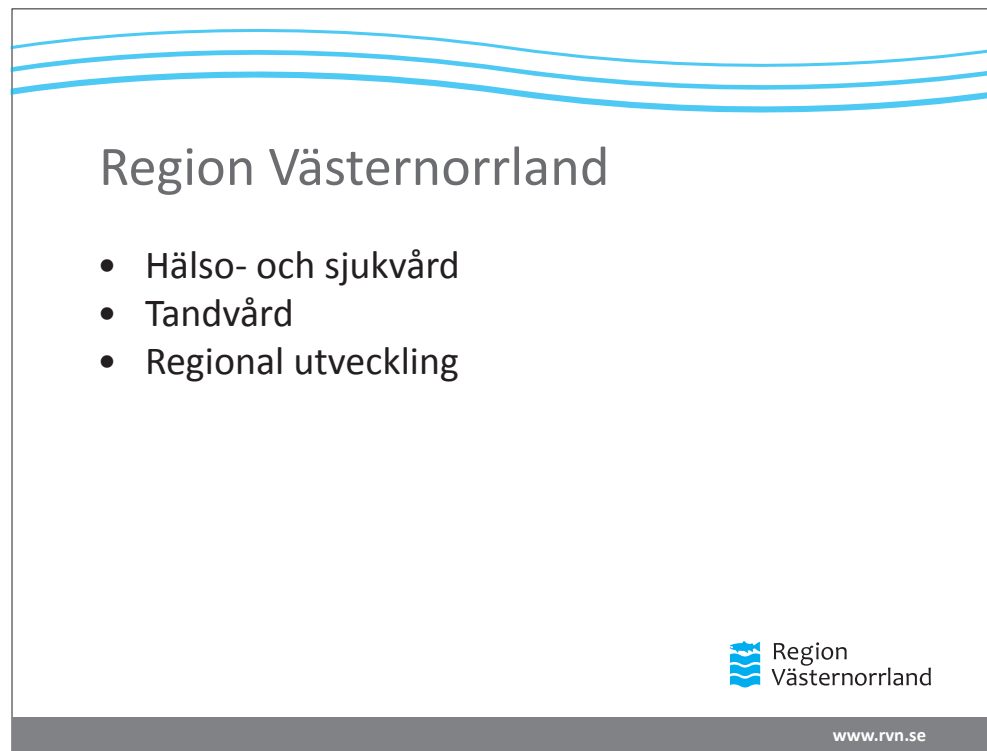 Region Västernorrland
• Hälso- och sjukvård
• Tandvård
• Regional utveckling
Region
Västernorrland
www.rvn.se